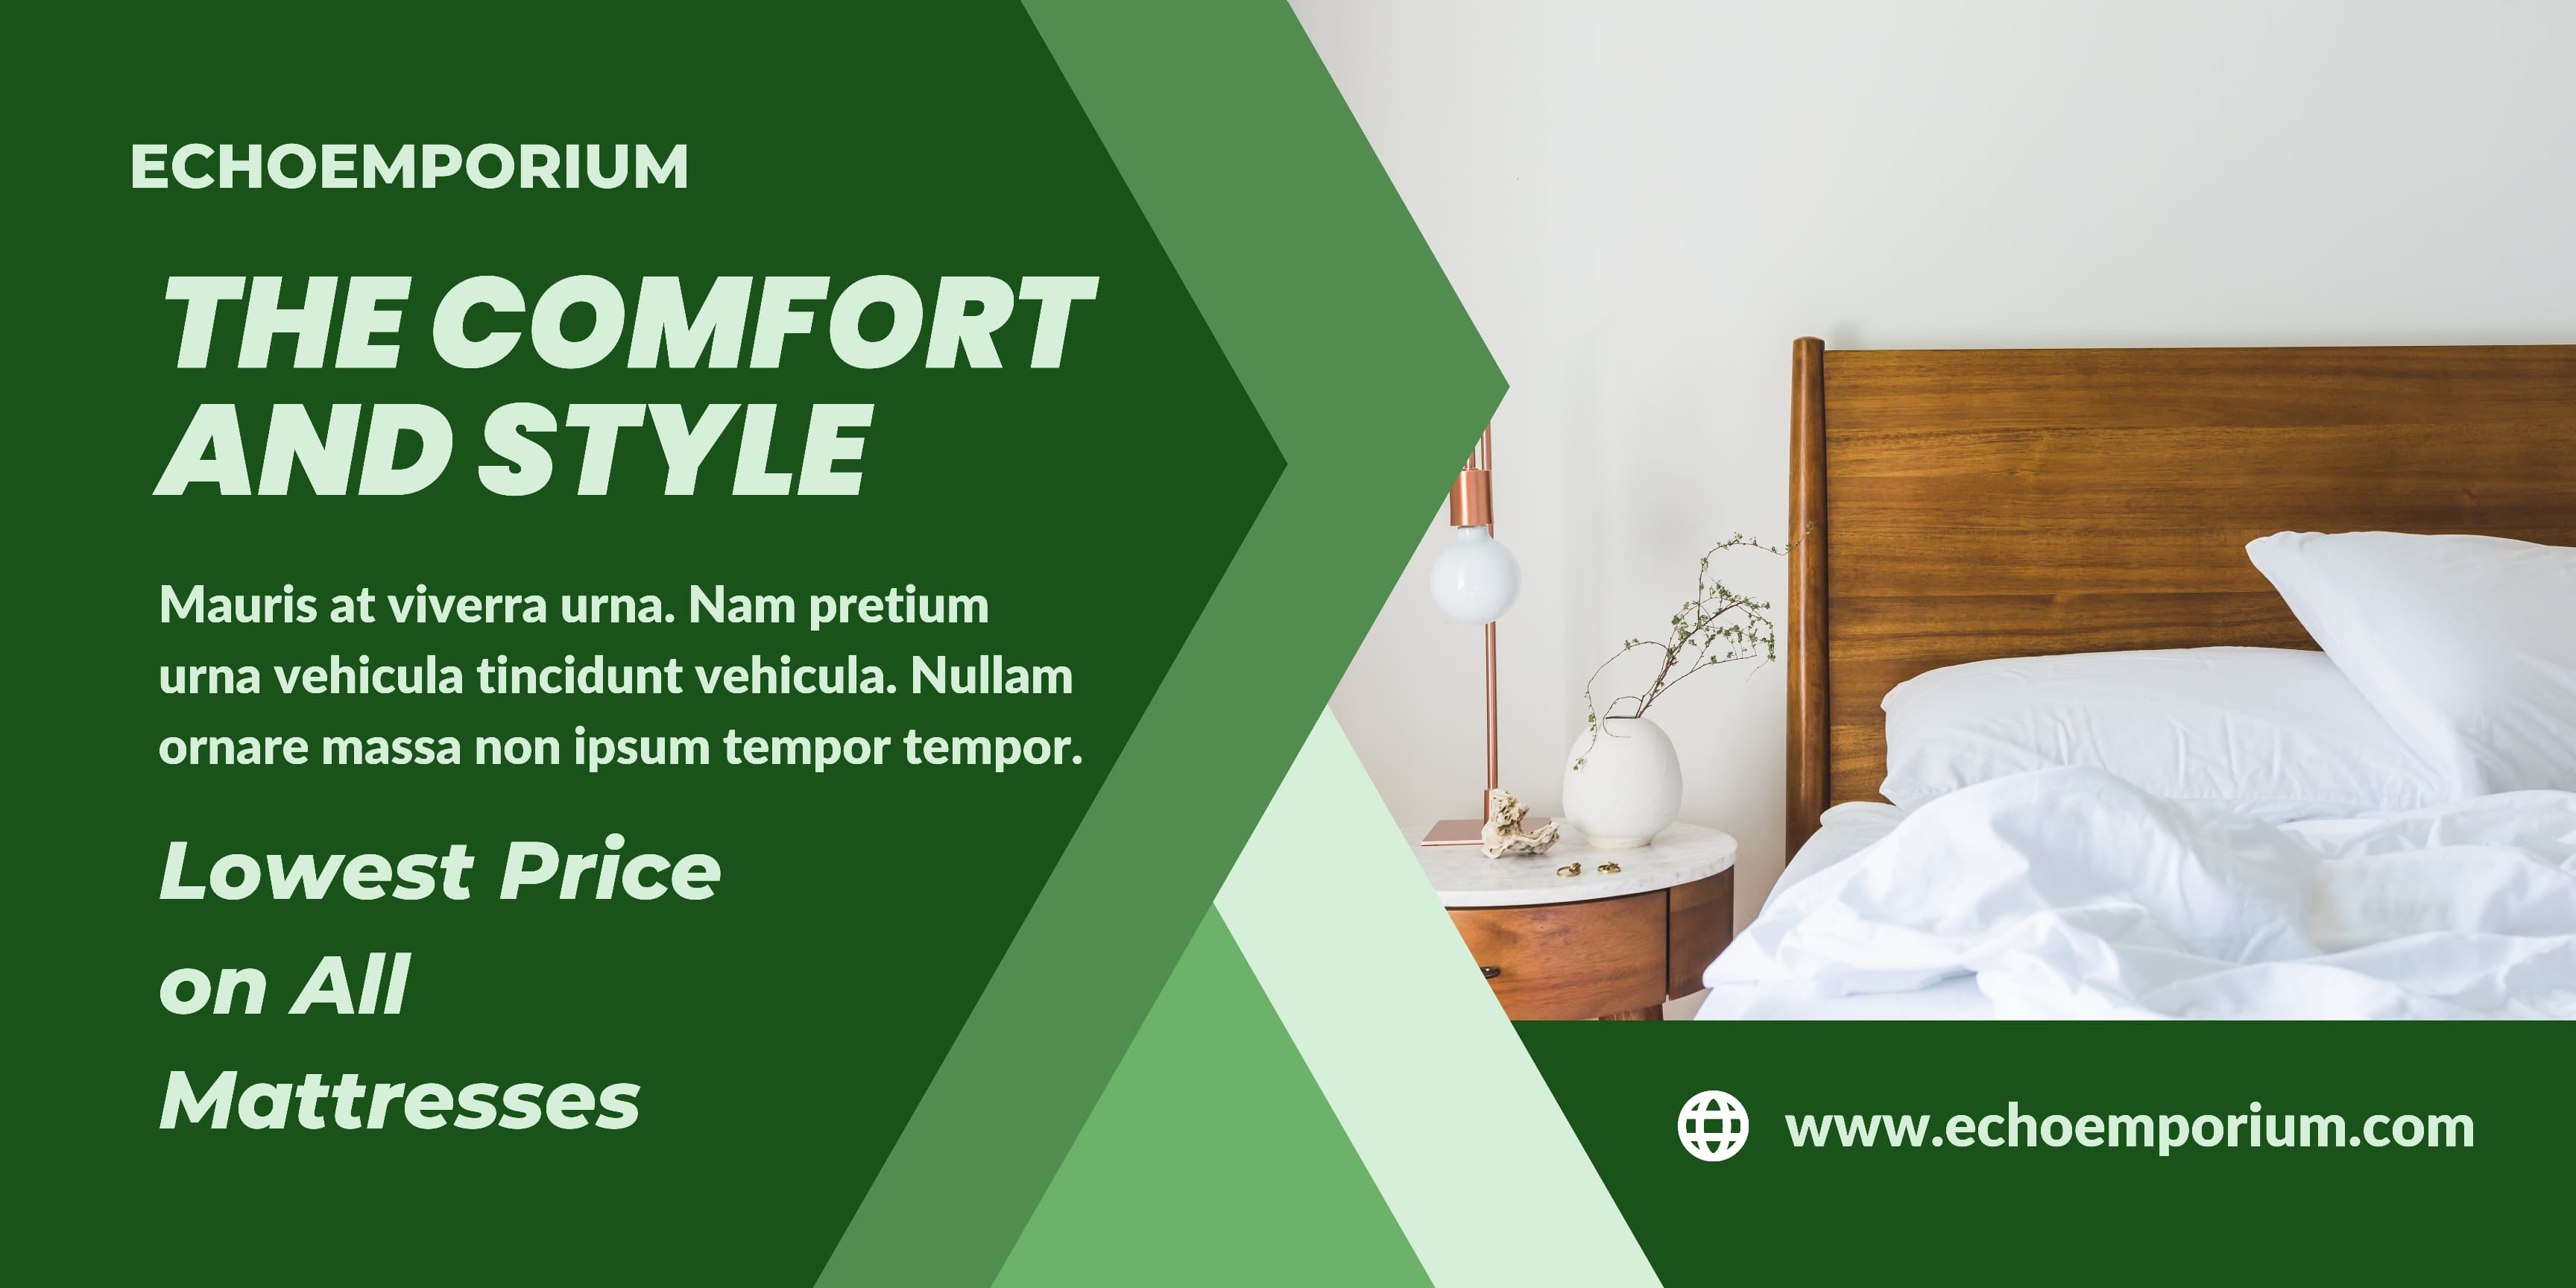 ECHOEMPORIUM
THE COMFORT
AND STYLE
Mauris at viverra urna. Nam pretium
urna vehicula tincidunt vehicula. Nullam
ornare massa non ipsum tempor tempor.
Lowest Price
on All
Mattresses
www.echoemporium.com